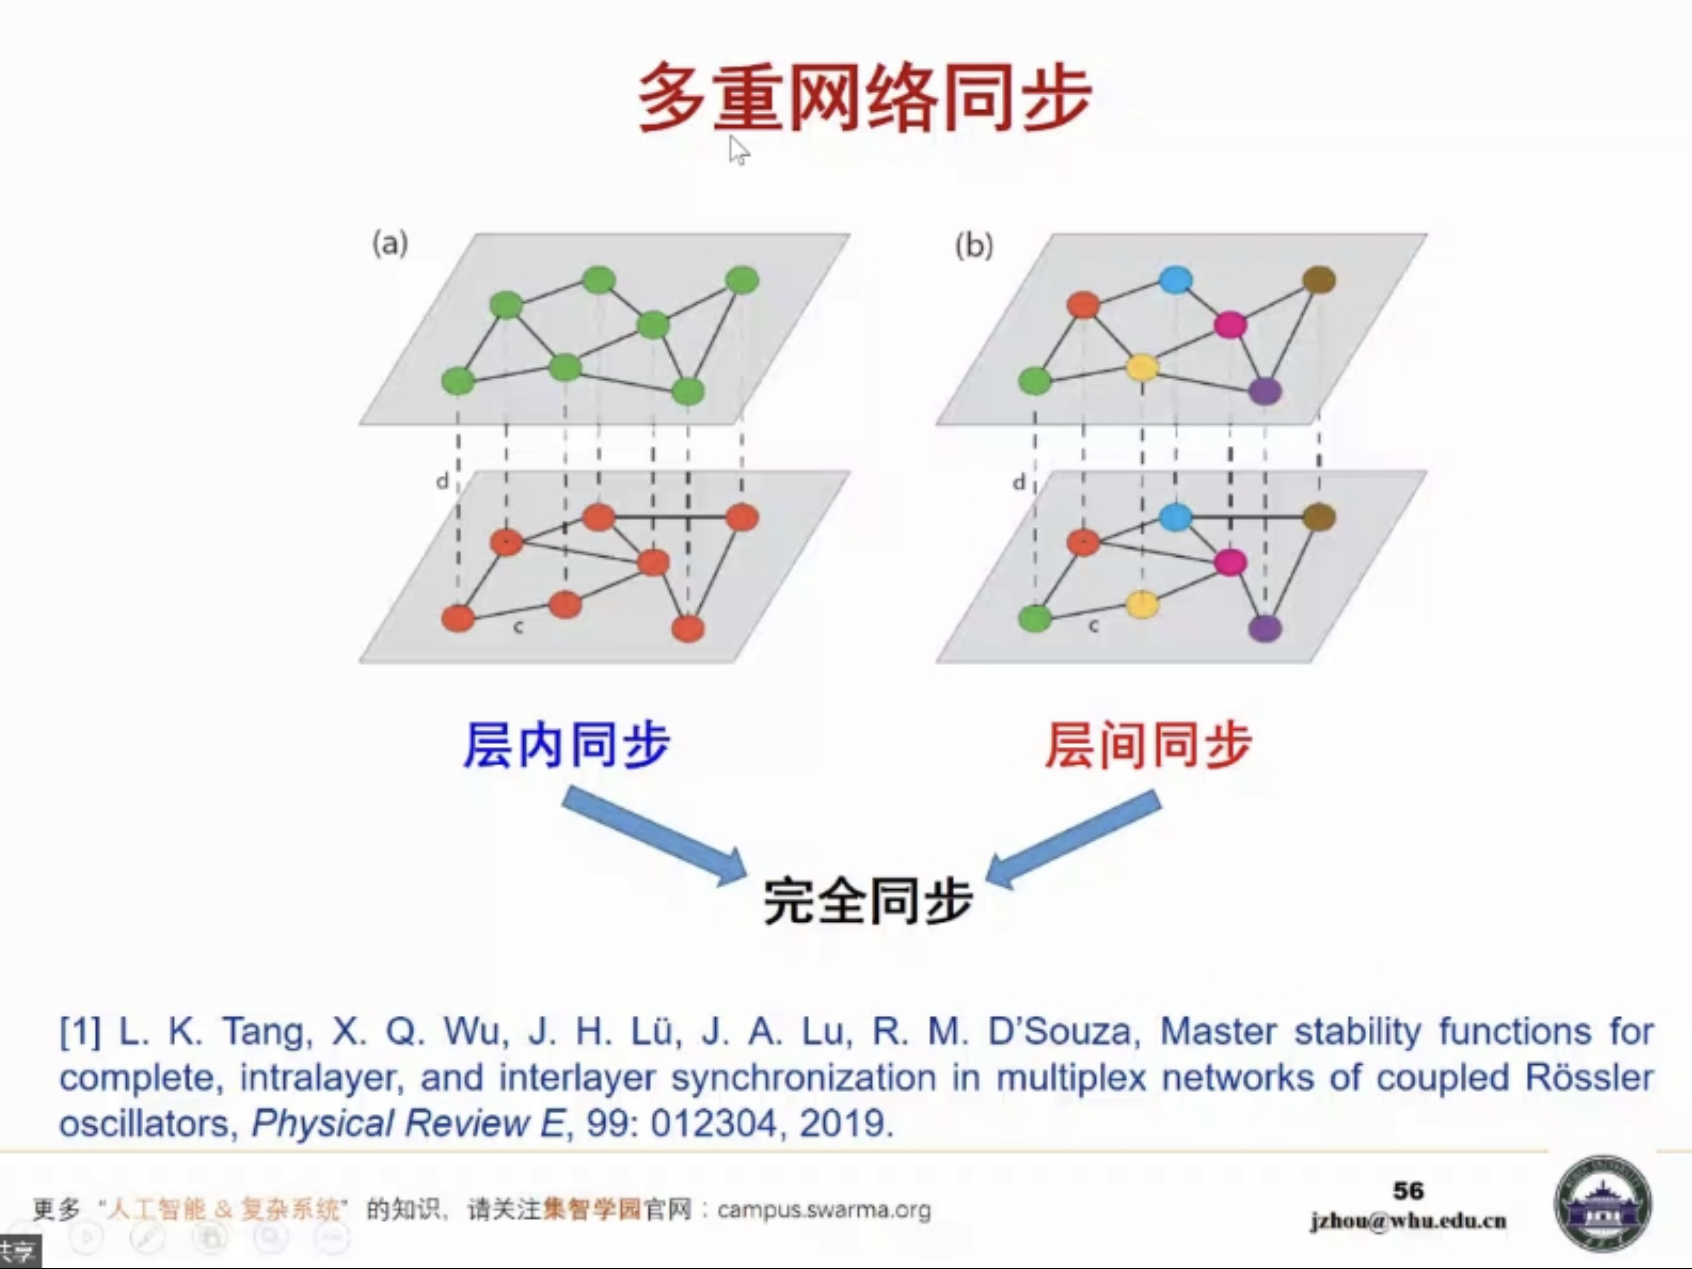 多重网络同步
(a)
(b)
d
d
c
c
层内同步
层间同步
完全同步
[1] L. K. Tang, X. Q. Wu, J. H. Lü, J. A. Lu, R. M. D’Souza, Master stability functions for
complete, intralayer, and interlayer synchronization in multiplex networks of coupled Rössler
oscillators, Physical Review E, 99: 012304, 2019.
更多 “人工智能 & 复杂系统” 的知识，请关注集智学园官网：campus.swarma.org
56
jzhou@whu.edu.cn
共享